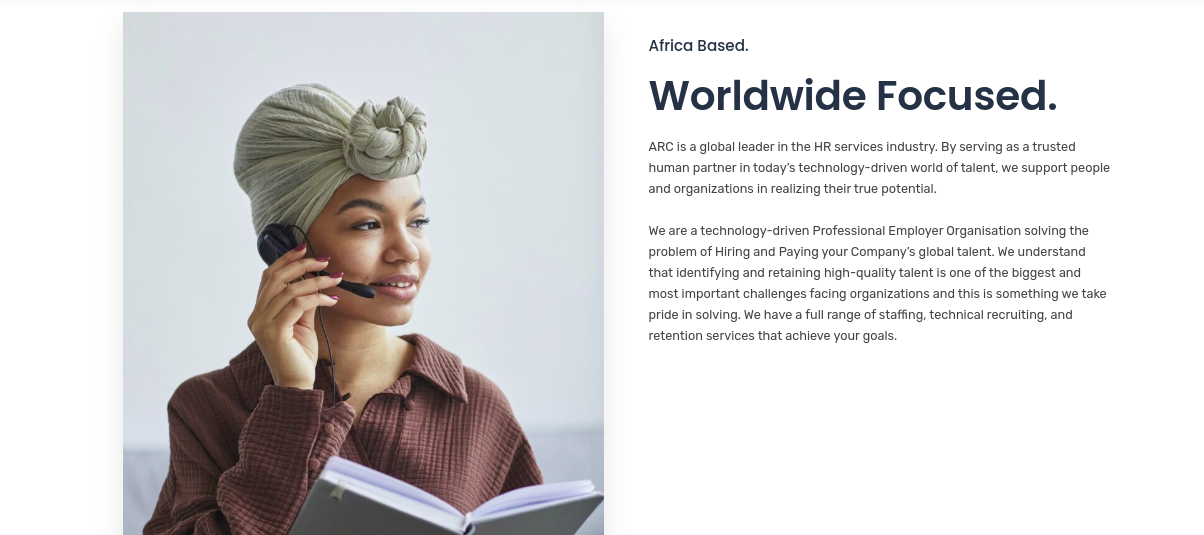 Africa Based.
Worldwide Focused.
ARC is a global leader in the HR services industry. By serving as a trusted
human partner in today’s technology-driven world of talent, we support people
and organizations in realizing their true potential.
We are a technology-driven Professional Employer Organisation solving the
problem of Hiring and Paying your Company’s global talent. We understand
that identifying and retaining high-quality talent is one of the biggest and
most important challenges facing organizations and this is something we take
pride in solving. We have a full range of staffing, technical recruiting, and
retention services that achieve your goals.